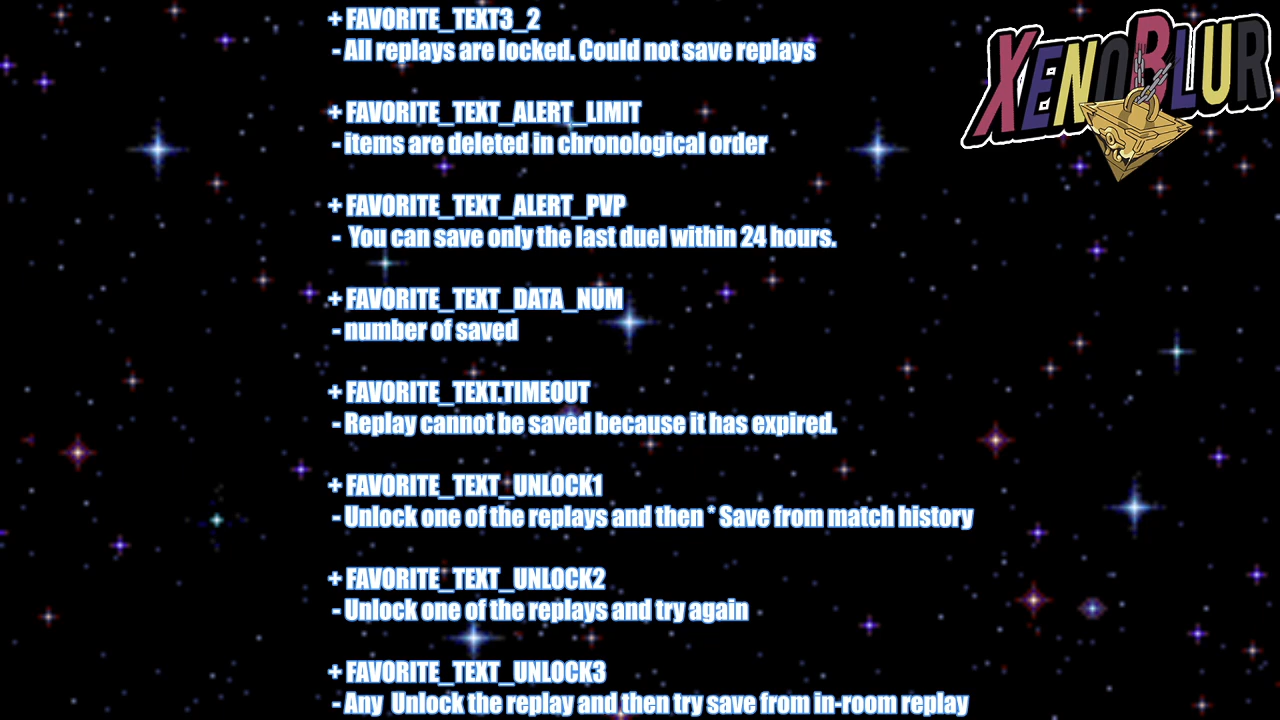 + FAVORITE_TEXT3_2
- All replays are locked. Could not save replays
+ FAVORITE_TEXT_ALERT_LIMIT
- items are deleted in chronological order
+ FAVORITE_TEXT_ALERT_PVP
-  You can save only the last duel within 24 hours.
+ FAVORITE_TEXT_DATA_NUM
- number of saved
+ FAVORITE_TEXT.TIMEOUT
- Replay cannot be saved because it has expired.
+ FAVORITE_TEXT_UNLOCK1
- Unlock one of the replays and then * Save from match history
+ FAVORITE_TEXT_UNLOCK2
- Unlock one of the replays and try again
+ FAVORITE_TEXT_UNLOCK3
- Any  Unlock the replay and then try save from in-room replay
XENOBLUR